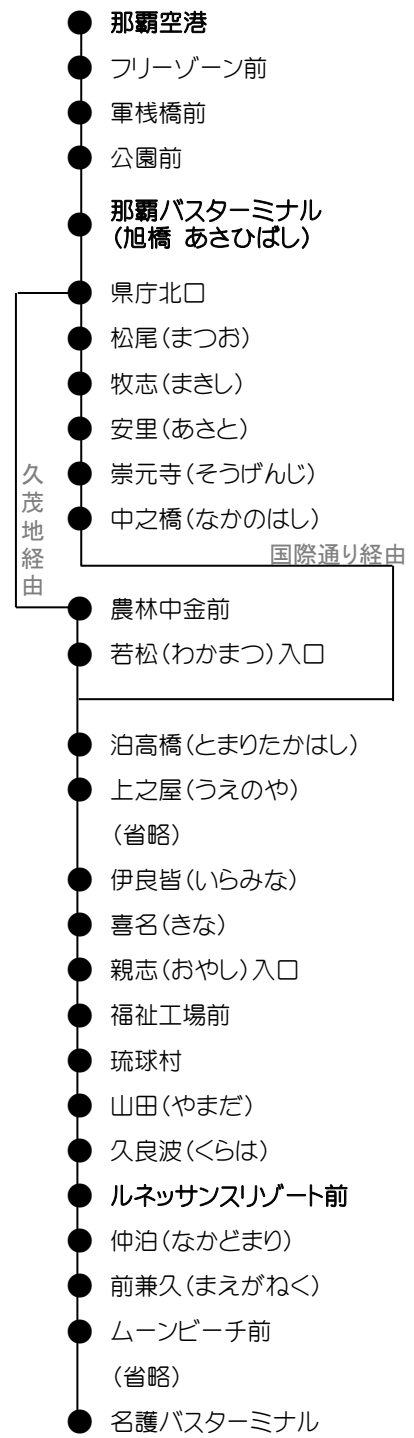 那覇空港
フリーゾーン前
軍桟橋前
公園前
那覇バスターミナル
(旭橋 あさひばし)
県庁北口
松尾(まつお)
牧志(まきし)
安里(あさと)
崇元寺(そうげんじ)
中之橋(なかのはし)
久茂地経由
国際通り経由
農林中金前
若松(わかまつ)入口
泊高橋(とまりたかはし)
上之屋(うえのや)
(省略)
伊良皆(いらみな)
喜名(きな)
親志(おやし)入口
福祉工場前
琉球村
山田(やまだ)
久良波(くらは)
ルネッサンスリゾート前
仲泊(なかどまり)
前兼久(まえがねく)
ムーンビーチ前
(省略)
名護バスターミナル